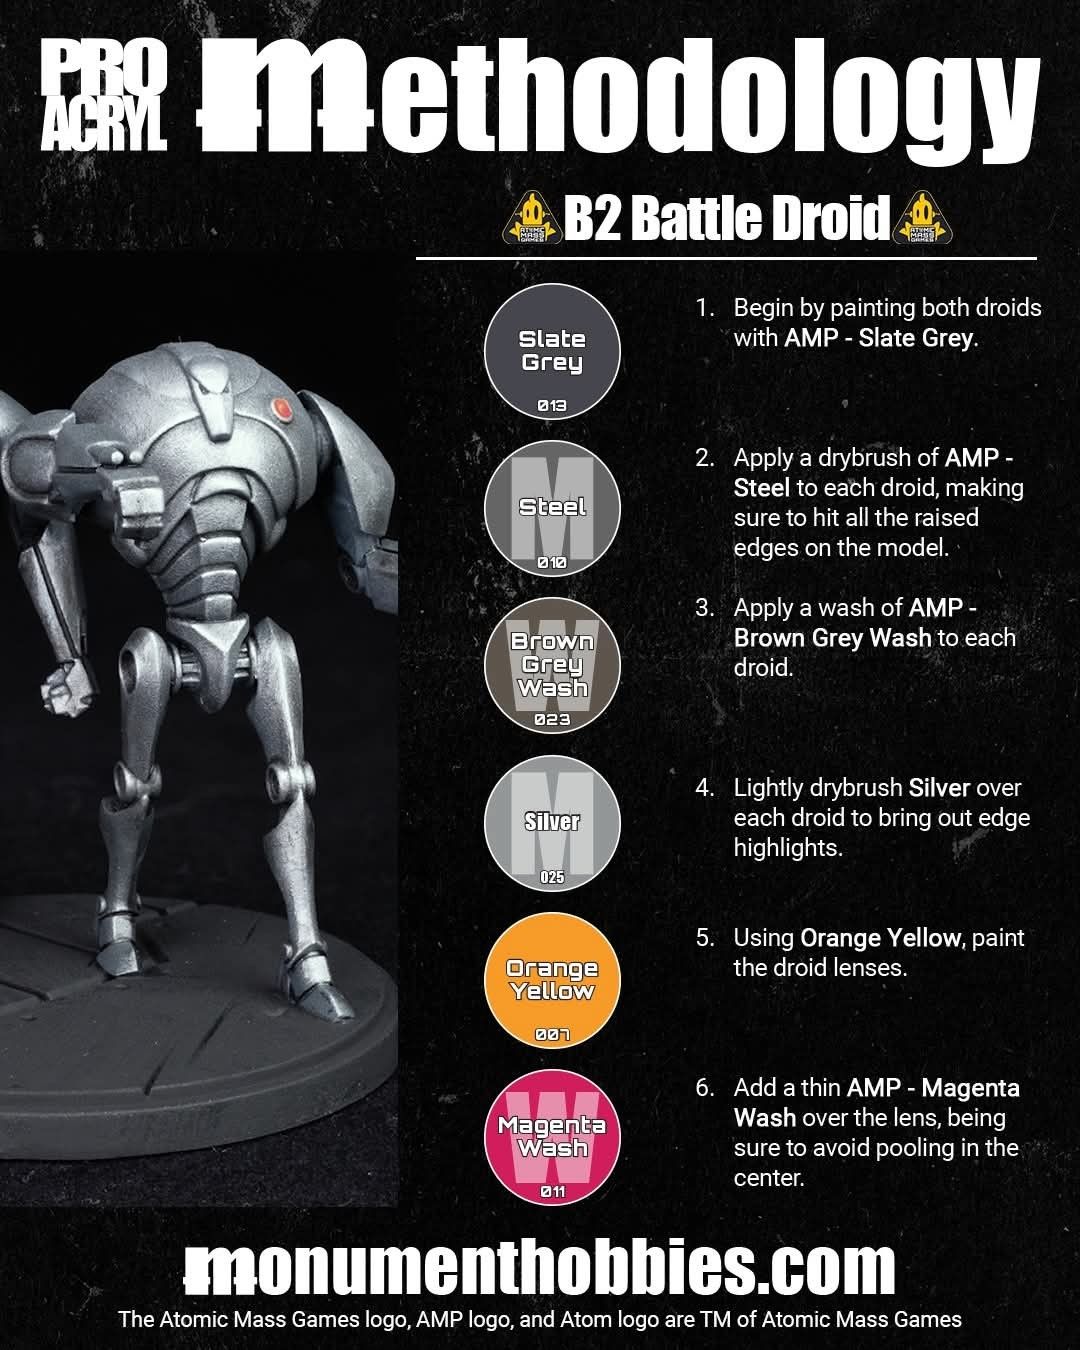 PRO
ACRYL
Methodology
ATOMIC
MASS
GAMES
B2 Battle Droid
ATOMIC
MASS
GAMES
Slate
Grey
013
1. Begin by painting both droids
with AMP - Slate Grey.
M
Steel
010
2. Apply a drybrush of AMP -
Steel to each droid, making
sure to hit all the raised
edges on the model.
W
Brown
Grey
Wash
023
3. Apply a wash of AMP -
Brown Grey Wash to each
droid.
M
Silver
025
4. Lightly drybrush Silver over
each droid to bring out edge
highlights.
Orange
Yellow
007
5. Using Orange Yellow, paint
the droid lenses.
W
Magenta
Wash
011
6. Add a thin AMP - Magenta
Wash over the lens, being
sure to avoid pooling in the
center.
monumenthobbies.com
The Atomic Mass Games logo, AMP logo, and Atom logo are TM of Atomic Mass Games